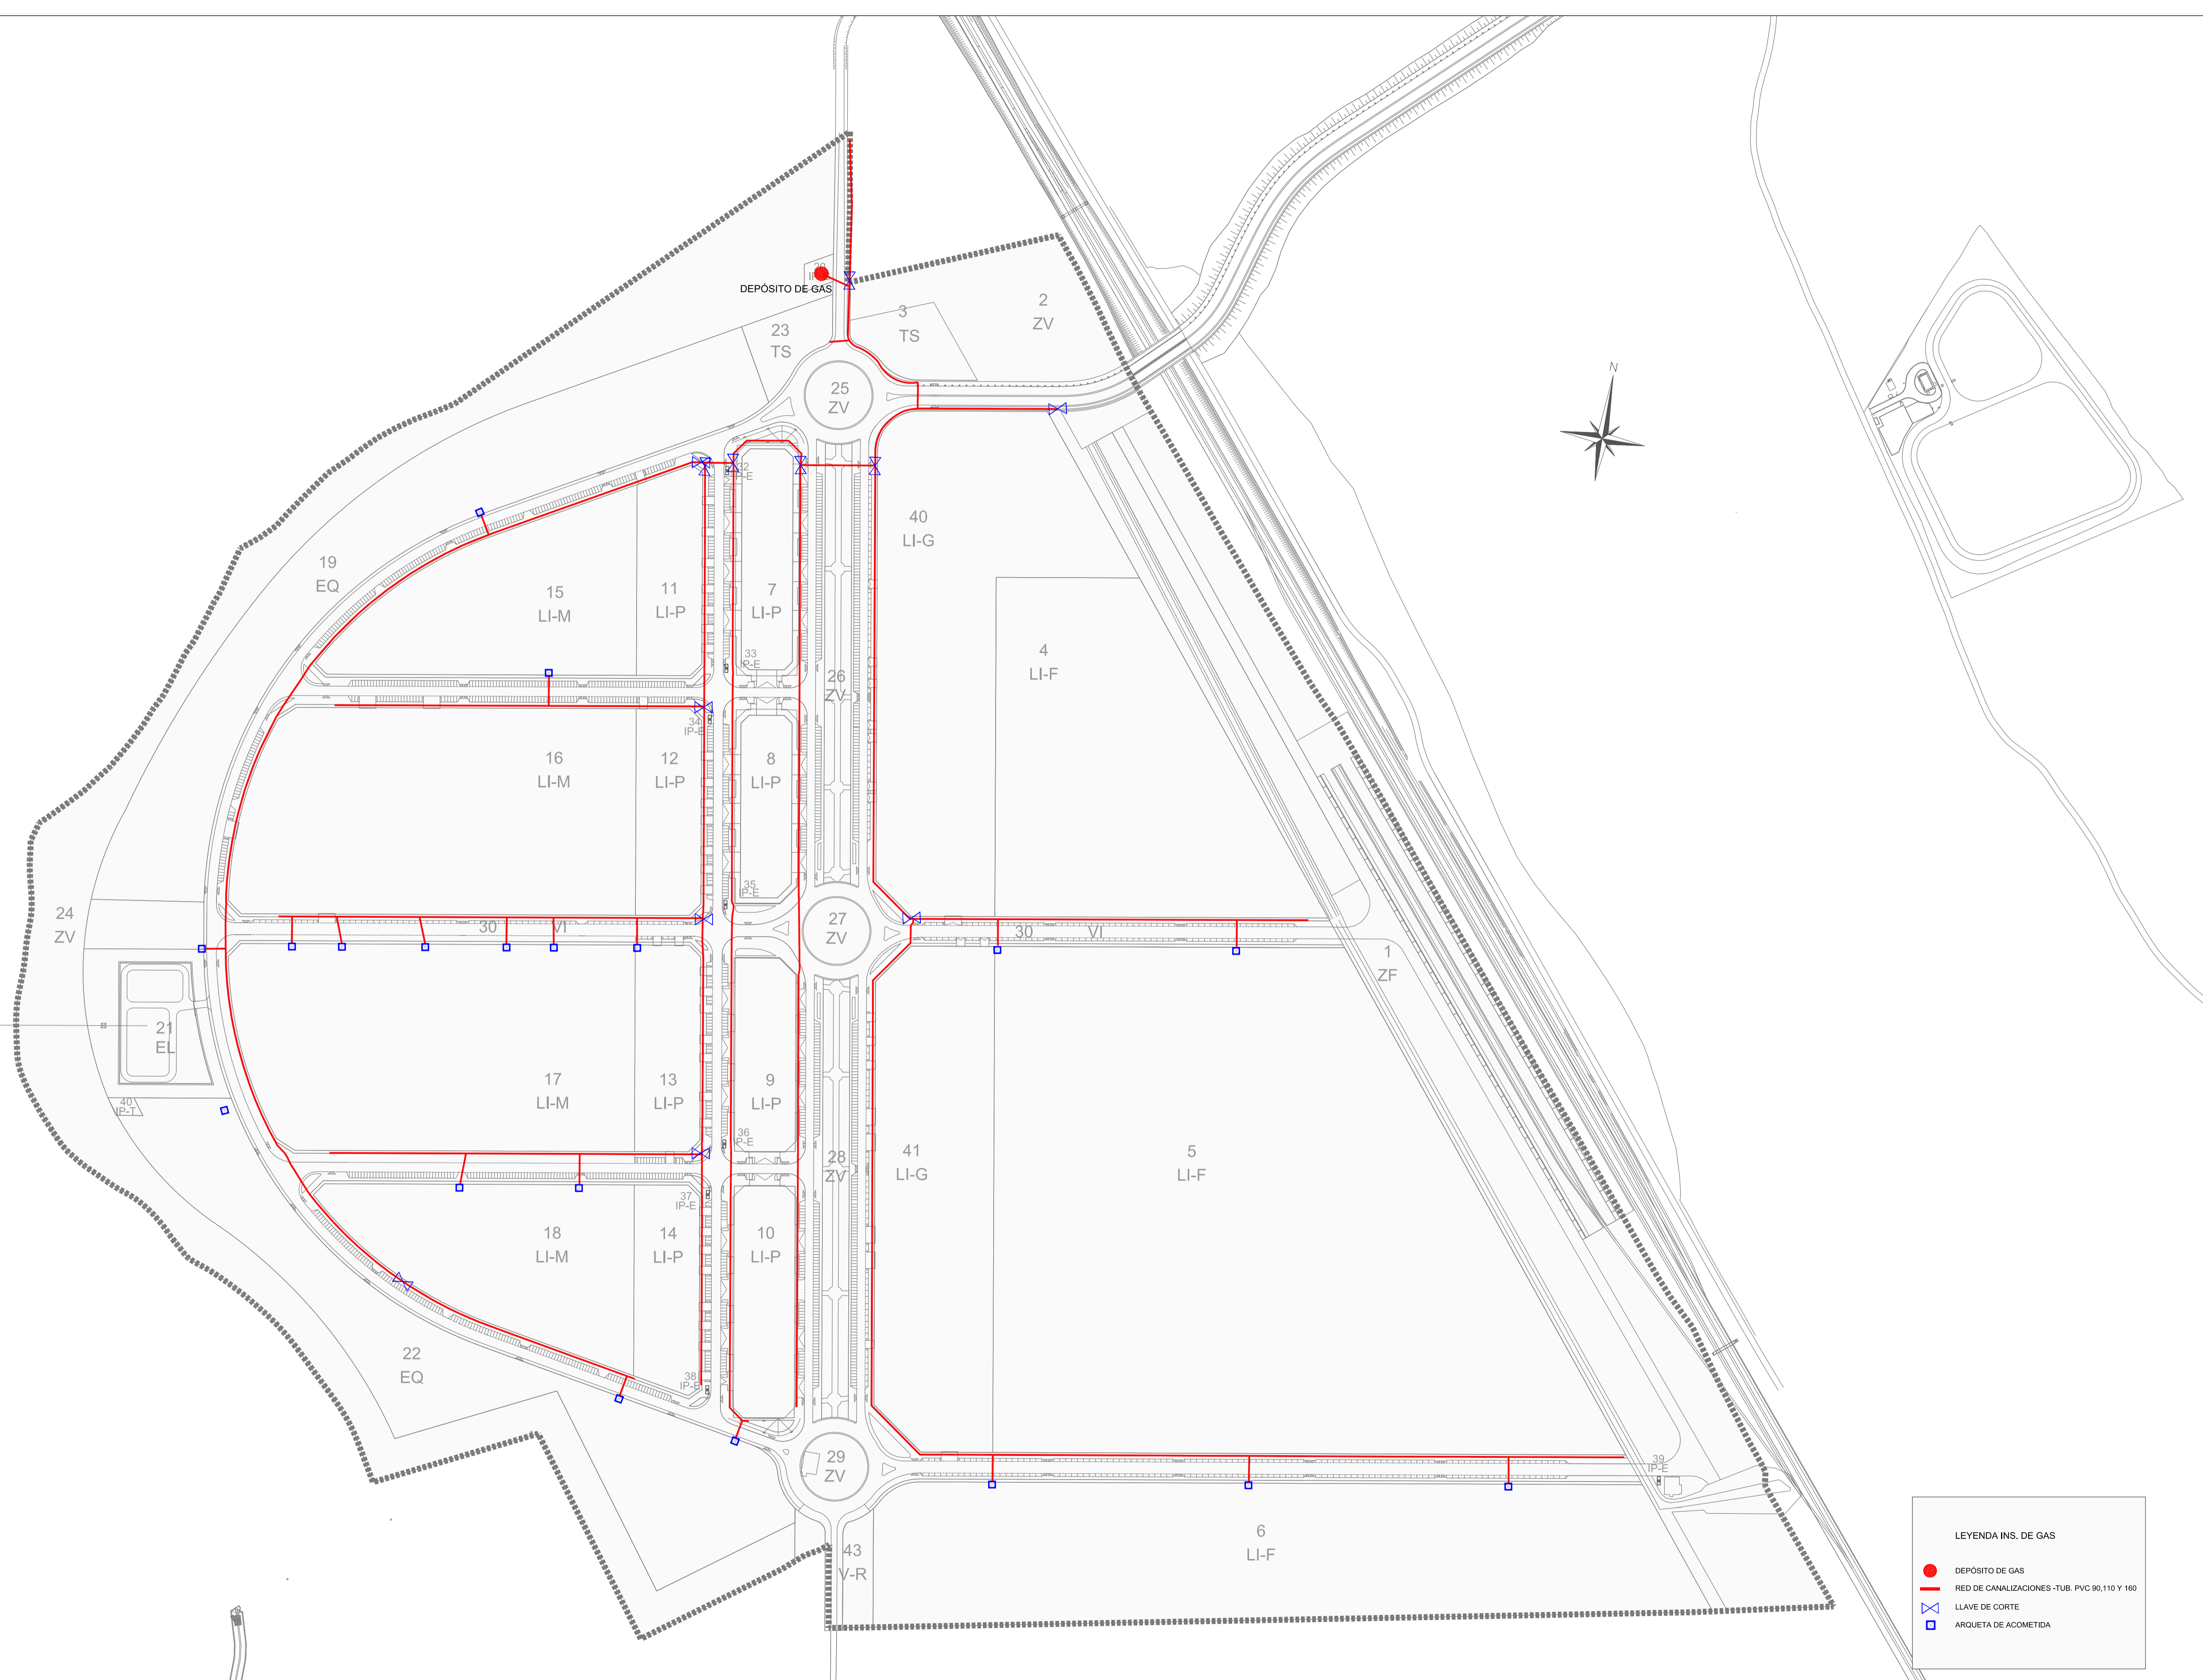 N
29
DEPÓSITO DE GAS
2
ZV
3
TS
23
TS
25
ZV
32
IP-E
40
LI-G
19
EQ
15
LI-M
11
LI-P
7
LI-P
33
IP-E
4
LI-F
26
ZV
34
IP-E
16
LI-M
12
LI-P
8
LI-P
35
IP-E
24
ZV
30 VI
27
ZV
30 VI
1
ZF
21
EL
17
LI-M
13
LI-P
9
LI-P
40
IP-T
36
IP-E
28
ZV
41
LI-G
5
LI-F
37
IP-E
18
LI-M
14
LI-P
10
LI-P
22
EQ
38
IP-E
29
ZV
39
IP-E
6
LI-F
43
V-R
LEYENDA INS. DE GAS
DEPÓSITO DE GAS
RED DE CANALIZACIONES -TUB. PVC 90,110 Y 160
LLAVE DE CORTE
ARQUETA DE ACOMETIDA